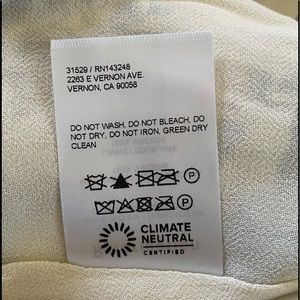 31529 / RN143248
2263 E VERNON AVE.
VERNON, CA 90058
DO NOT WASH, DO NOT BLEACH, DO
NOT DRY, DO NOT IRON, GREEN DRY
CLEAN
P
P
CLIMATE
NEUTRAL
CERTIFIED